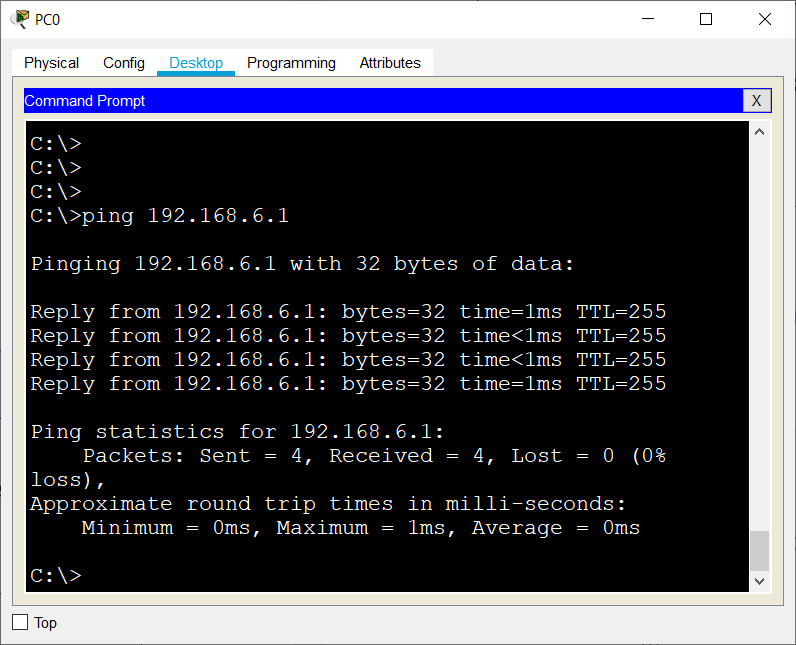 PC0
Physical Config Desktop Programming Attributes
Command Prompt X
C:\>
C:\>
C:\>
C:\>ping 192.168.6.1
Pinging 192.168.6.1 with 32 bytes of data:
Reply from 192.168.6.1: bytes=32 time=1ms TTL=255
Reply from 192.168.6.1: bytes=32 time<1ms TTL=255
Reply from 192.168.6.1: bytes=32 time<1ms TTL=255
Reply from 192.168.6.1: bytes=32 time=1ms TTL=255
Ping statistics for 192.168.6.1:
Packets: Sent = 4, Received = 4, Lost = 0 (0%
loss),
Approximate round trip times in milli-seconds:
Minimum = 0ms, Maximum = 1ms, Average = 0ms
C:\>
Top